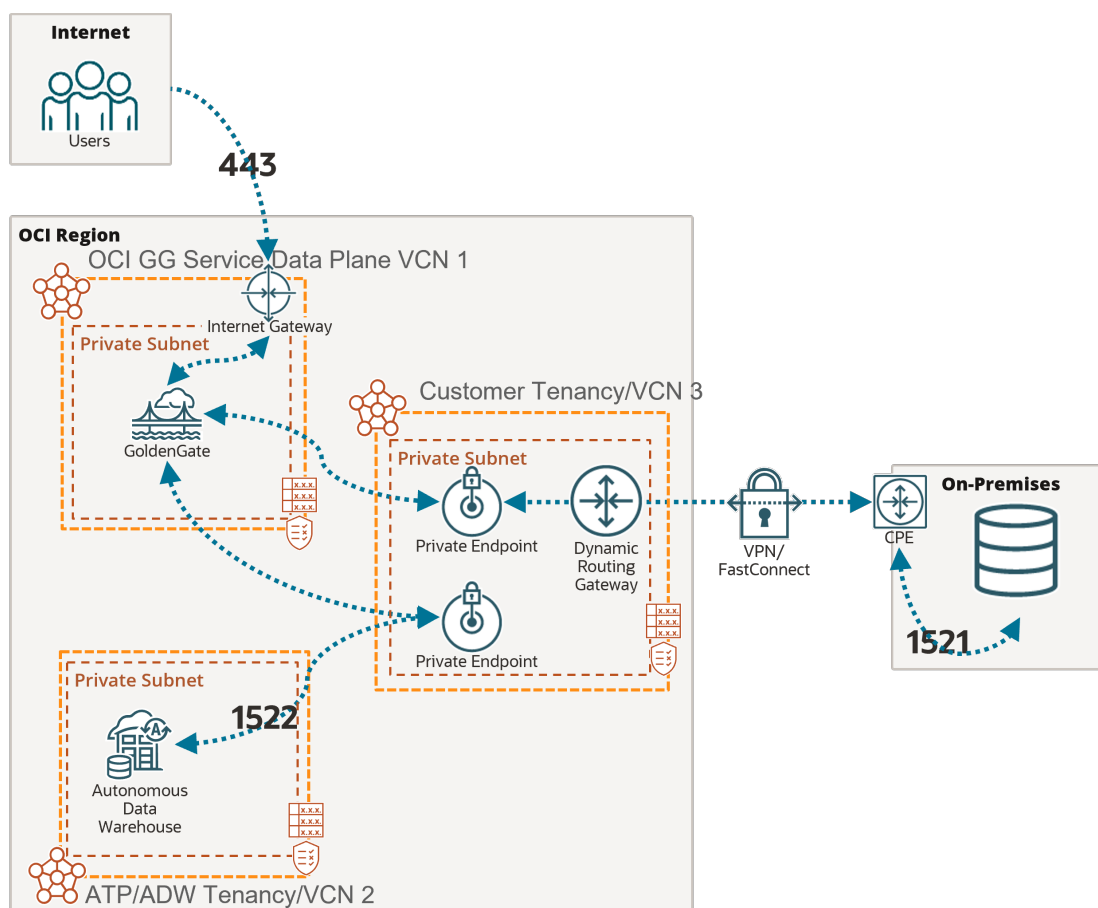 Internet
Users
443
OCI Region
OCI GG Service Data Plane VCN 1
Internet Gateway
Private Subnet
GoldenGate
Customer Tenancy/VCN 3
Private Subnet
Private Endpoint
Dynamic
Routing
Gateway
VPN/
FastConnect
On-Premises
CPE
1521
Private Endpoint
Private Subnet
1522
A
Autonomous
Data
Warehouse
ATP/ADW Tenancy/VCN 2
x.x.x.
x.x.x.
x.x.x.
x.x.x.
x.x.x.
x.x.x.
x.x.x.
x.x.x.
x.x.x.